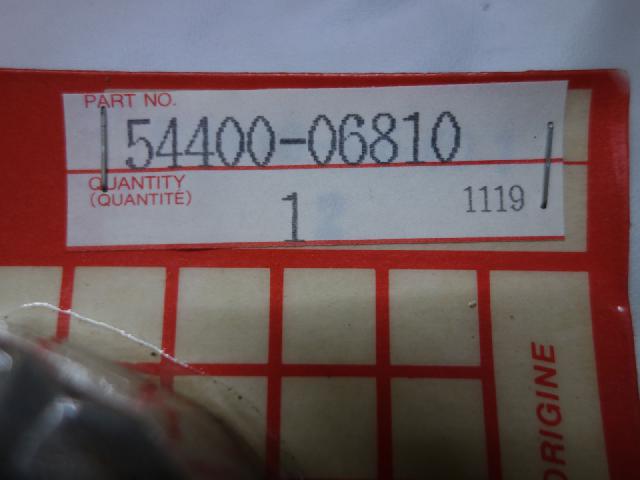 PART NO.
54400-06810
QUANTITY
(QUANTITE)
1
1119
ORIGINE